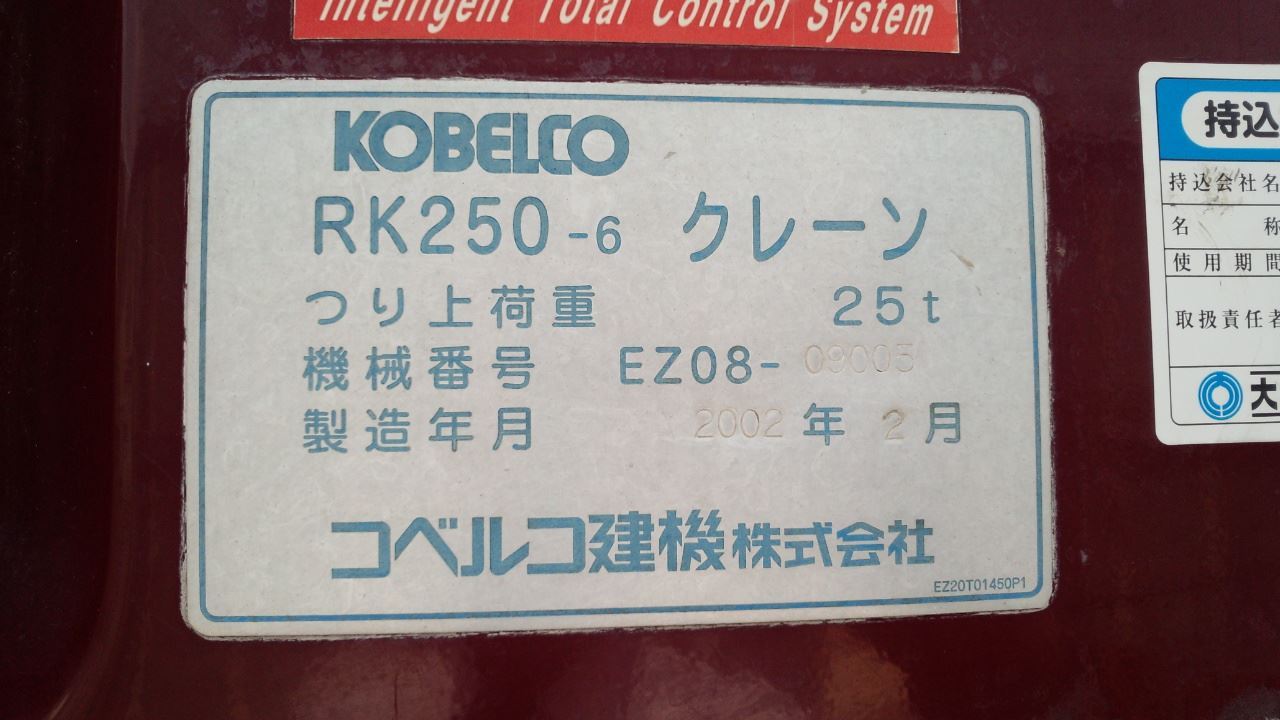 Intelligent Total Control System
KOBELCO
RK250-6 クレーン
つり上荷重 25t
機械番号 EZ08-09005
製造年月 2002年2月
コベルコ建機株式会社
EZ20T01450P1
持込
持込会社名
名 称
使用期間
取扱責任者
大